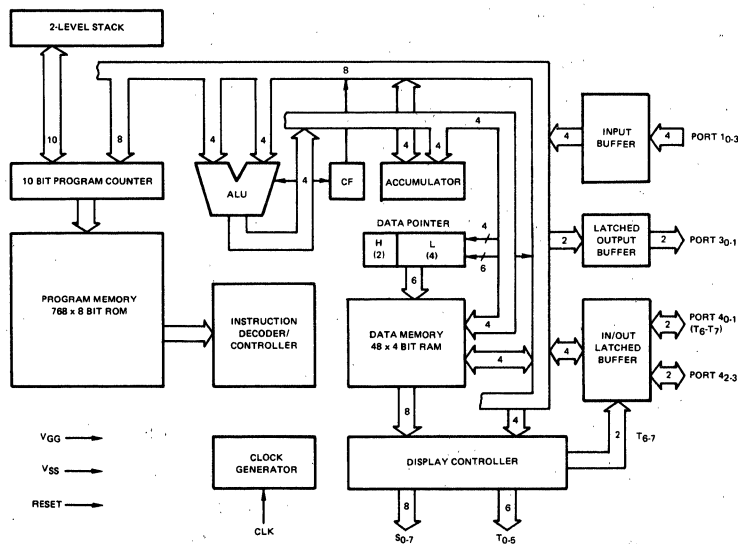 2-LEVEL STACK
8
10
8
4
4
4
4
4
4
INPUT
BUFFER
4
PORT 1₀₋₃
10 BIT PROGRAM COUNTER
ALU
4
CF
ACCUMULATOR
DATA POINTER
H
(2)
L
(4)
4
6
2
LATCHED
OUTPUT
BUFFER
2
PORT 3₀₋₁
6
PROGRAM MEMORY
768 x 8 BIT ROM
INSTRUCTION
DECODER/
CONTROLLER
DATA MEMORY
48 x 4 BIT RAM
4
4
4
IN/OUT
LATCHED
BUFFER
2
PORT 4₀₋₁
(T₆-T₇)
2
PORT 4₂₋₃
8
4
2
T₆₋₇
VGG
VSS
RESET
CLOCK
GENERATOR
CLK
DISPLAY CONTROLLER
8
6
S₀₋₇
T₀₋₅